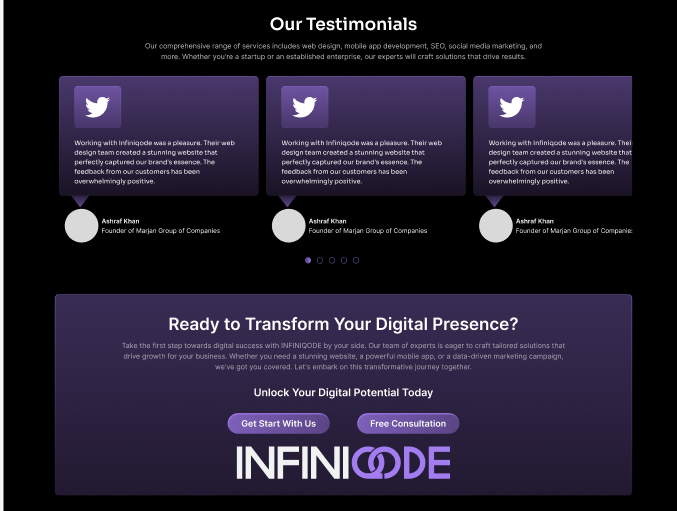 Our Testimonials
Our comprehensive range of services includes web design, mobile app development, SEO, social media marketing, and
more. Whether you're a startup or an established enterprise, our experts will craft solutions that drive results.
Working with Infiniqode was a pleasure. Their web
design team created a stunning website that
perfectly captured our brand's essence. The
feedback from our customers has been
overwhelmingly positive.
Ashraf Khan
Founder of Marjan Group of Companies
Working with Infiniqode was a pleasure. Their web
design team created a stunning website that
perfectly captured our brand's essence. The
feedback from our customers has been
overwhelmingly positive.
Ashraf Khan
Founder of Marjan Group of Companies
Working with Infiniqode was a pleasure. Thei
design team created a stunning website that
perfectly captured our brand's essence. The
feedback from our customers has been
overwhelmingly positive.
Ashraf Khan
Founder of Marjan Group of Companies
Ready to Transform Your Digital Presence?
Take the first step towards digital success with INFINIQODE by your side. Our team of experts is eager to craft tailored solutions that
drive growth for your business. Whether you need a stunning website, a powerful mobile app, or a data-driven marketing campaign,
we've got you covered. Let's embark on this transformative journey together.
Unlock Your Digital Potential Today
Get Start With Us
Free Consultation
INFINIQODE